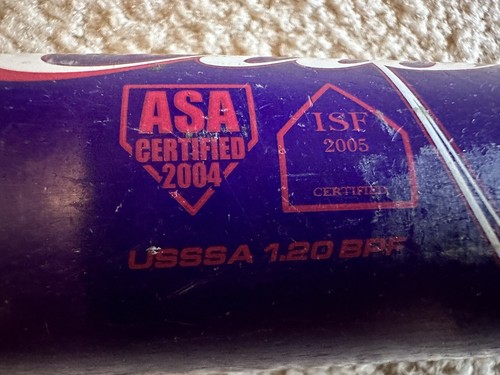 ASA
CERTIFIED
2004
ISF
2005
CERTIFIED
USSSA 1.20 BPF